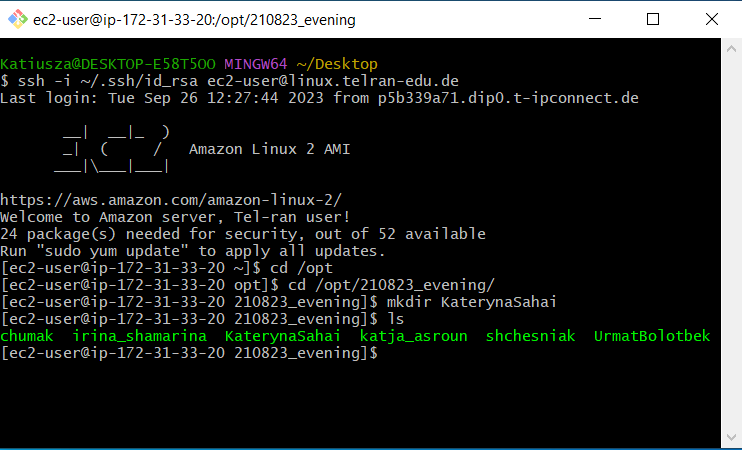 ec2-user@ip-172-31-33-20:/opt/210823_evening
Katiusza@DESKTOP-E58T5OO MINGW64 ~/Desktop
$ ssh -i ~/.ssh/id_rsa ec2-user@linux.telran-edu.de
Last login: Tue Sep 26 12:27:44 2023 from p5b339a71.dip0.t-ipconnect.de
       __|  __|_  )
       _|  (     /   Amazon Linux 2 AMI
      ___|\___|___|
https://aws.amazon.com/amazon-linux-2/
Welcome to Amazon server, Tel-ran user!
24 package(s) needed for security, out of 52 available
Run "sudo yum update" to apply all updates.
[ec2-user@ip-172-31-33-20 ~]$ cd /opt
[ec2-user@ip-172-31-33-20 opt]$ cd /opt/210823_evening/
[ec2-user@ip-172-31-33-20 210823_evening]$ mkdir KaterynaSahai
[ec2-user@ip-172-31-33-20 210823_evening]$ ls
chumak  irina_shamarina  KaterynaSahai  katja_asroun  shchesniak  UrmatBolotbek
[ec2-user@ip-172-31-33-20 210823_evening]$